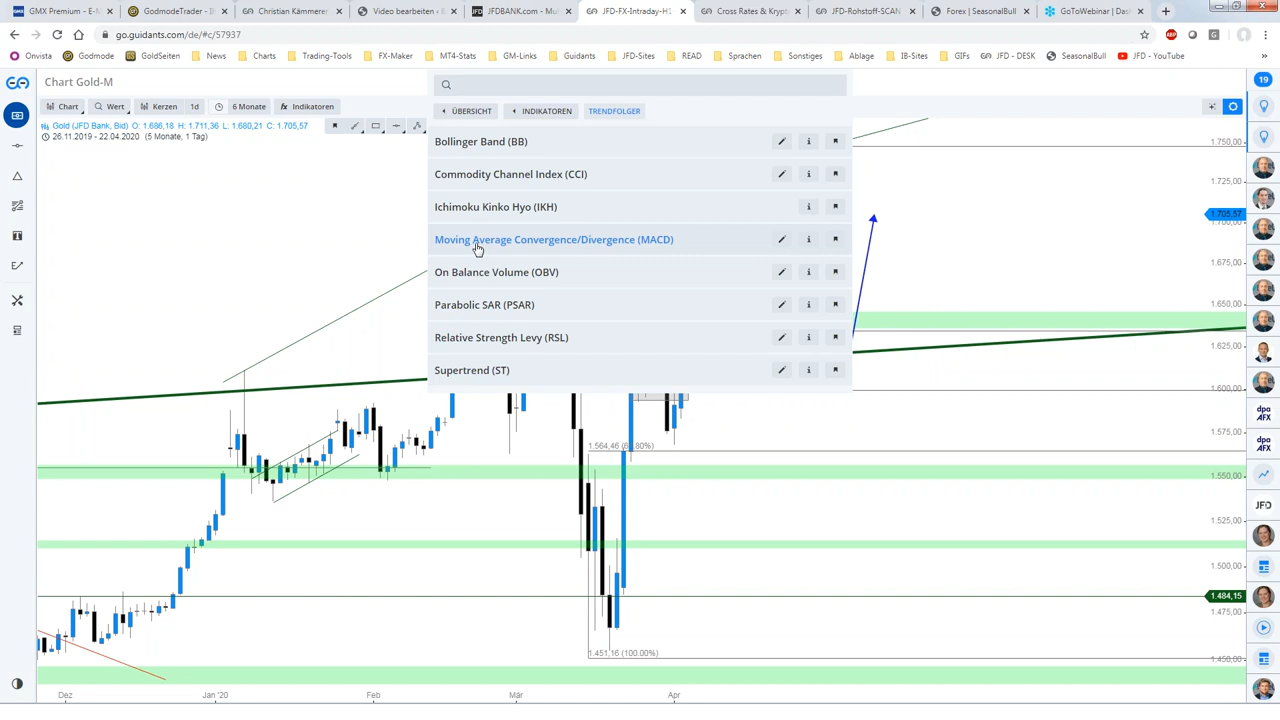 GMX Premium - E-M
GodmodeTrader - I
Christian Kämmere
Video bearbeiten -
JFDBANK.com - Mu
JFD-FX-Intraday-H1
Cross Rates & Krypt
JFD-Rohstoff-SCAN
Forex | SeasonalBull
GoToWebinar | Das
go.guidants.com/de/#c/57937
Onvista
Godmode
GoldSeiten
News
Charts
Trading-Tools
FX-Maker
MT4-Stats
GM-Links
Guidants
JFD-Sites
READ
Sprachen
Sonstiges
Ablage
IB-Sites
GIFs
JFD - DESK
SeasonalBull
JFD - YouTube
Chart Gold-M
19
Chart
Wert
Kerzen
1d
6 Monate
fx Indikatoren
ÜBERSICHT
INDIKATOREN
TRENDFOLGER
Gold (JFD Bank, Bid) O: 1.686,18 H: 1.711,36 L: 1.680,21 C: 1.705,57
26.11.2019 - 22.04.2020 (5 Monate, 1 Tag)
Bollinger Band (BB)
Commodity Channel Index (CCI)
Ichimoku Kinko Hyo (IKH)
Moving Average Convergence/Divergence (MACD)
On Balance Volume (OBV)
Parabolic SAR (PSAR)
Relative Strength Levy (RSL)
Supertrend (ST)
1.750,00
1.725,00
1.705,57
1.700,00
1.675,00
1.650,00
1.625,00
1.600,00
1.575,00
1.550,00
1.525,00
1.500,00
1.484,15
1.475,00
1.450,00
1.451,16 (100.00%)
dpa
AFX
dpa
AFX
JFD
Dez
Jan '20
Feb
Mär
Apr